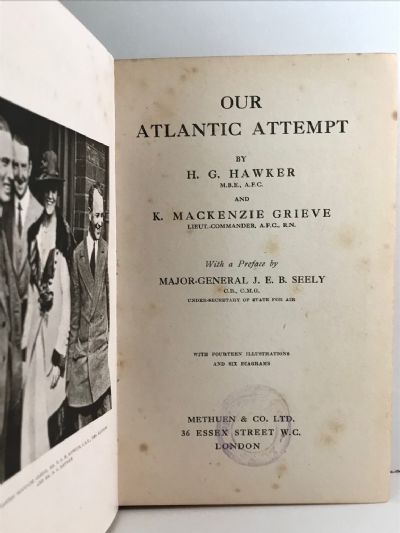 OUR
ATLANTIC ATTEMPT
BY
H. G. HAWKER
M.B.E., A.F.C.
AND
K. MACKENZIE GRIEVE
LIEUT.-COMMANDER, A.F.C., R.N.
With a Preface by
MAJOR-GENERAL J. E. B. SEELY
C.B., C.M.G.
UNDER-SECRETARY OF STATE FOR AIR
WITH FOURTEEN ILLUSTRATIONS
AND SIX DIAGRAMS
METHUEN & CO. LTD.
36 ESSEX STREET W.C.
LONDON